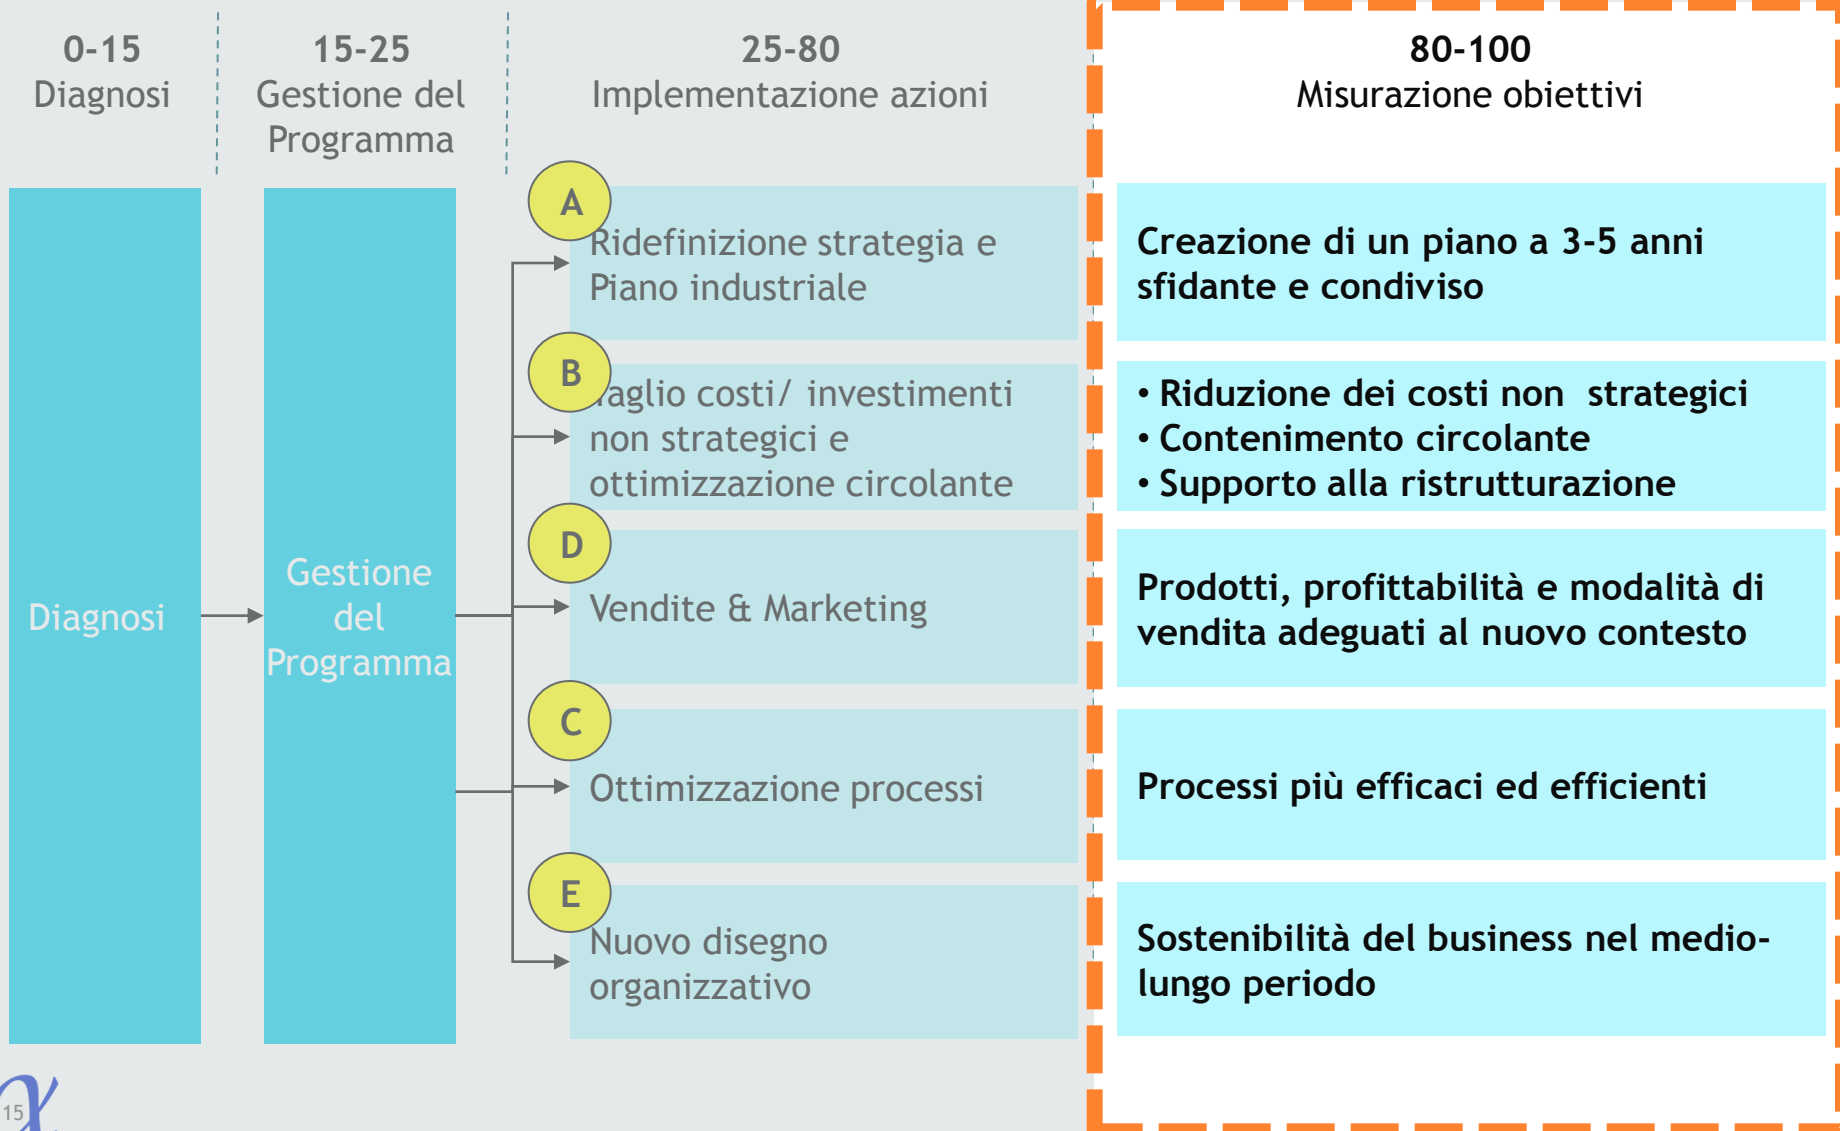 0-15
Diagnosi
15-25
Gestione del
Programma
25-80
Implementazione azioni
80-100
Misurazione obiettivi
Diagnosi
Gestione
del
Programma
A
Ridefinizione strategia e
Piano industriale
B
Taglio costi/ investimenti
non strategici e
ottimizzazione circolante
D
Vendite & Marketing
C
Ottimizzazione processi
E
Nuovo disegno
organizzativo
Creazione di un piano a 3-5 anni
sfidante e condiviso
• Riduzione dei costi non  strategici
• Contenimento circolante
• Supporto alla ristrutturazione
Prodotti, profittabilità e modalità di
vendita adeguati al nuovo contesto
Processi più efficaci ed efficienti
Sostenibilità del business nel medio-
lungo periodo
15